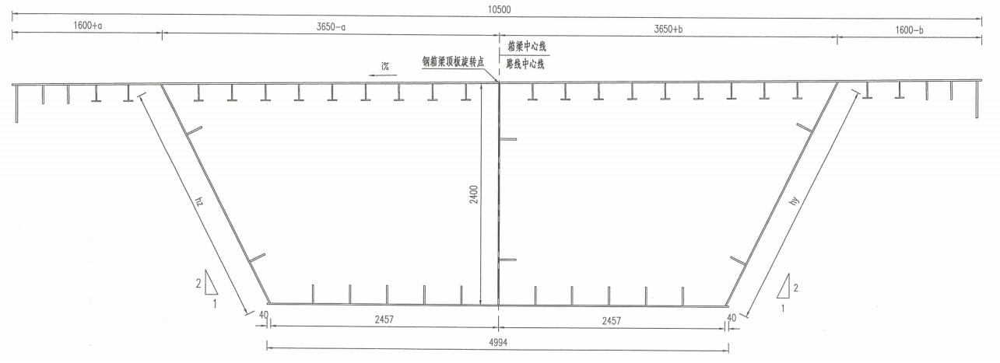 10500
1600+a
3650-a
3650+b
1600-b
箱梁中心线
路线中心线
钢箱梁顶板旋转点
i%
hz
2400
hy
2
1
2
1
40
2457
2457
40
4994